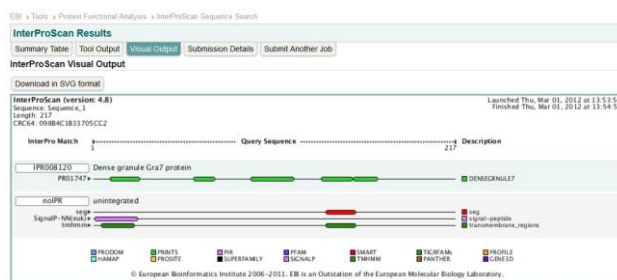 EBI > Tools > Protein Functional Analysis > InterProScan Sequence Search
InterProScan Results
Summary Table Tool Output Visual Output Submission Details Submit Another Job
InterProScan Visual Output
Download in SVG format
InterProScan (version: 4.8) Launched Thu, Mar 01, 2012 at 13:53:5
Sequence: Sequence_1 Finished Thu, Mar 01, 2012 at 13:54:5
Length: 217
CRC64: 098B4C1B33705CC2
InterPro Match Query Sequence Description
1 217
IPR008120 Dense granule Gra7 protein
PR01747 DENSEGRNULE7
noIPR unintegrated
seg seg
SignalP-NN(euk) signal-peptide
tmhmm transmembrane_regions
PRODOM PRINTS PIR PFAM SMART TIGRFAMs PROFILE
HAMAP PROSITE SUPERFAMILY SIGNALP TMHMM PANTHER GENE3D
© European Bioinformatics Institute 2006-2011. EBI is an Outstation of the European Molecular Biology Laboratory.